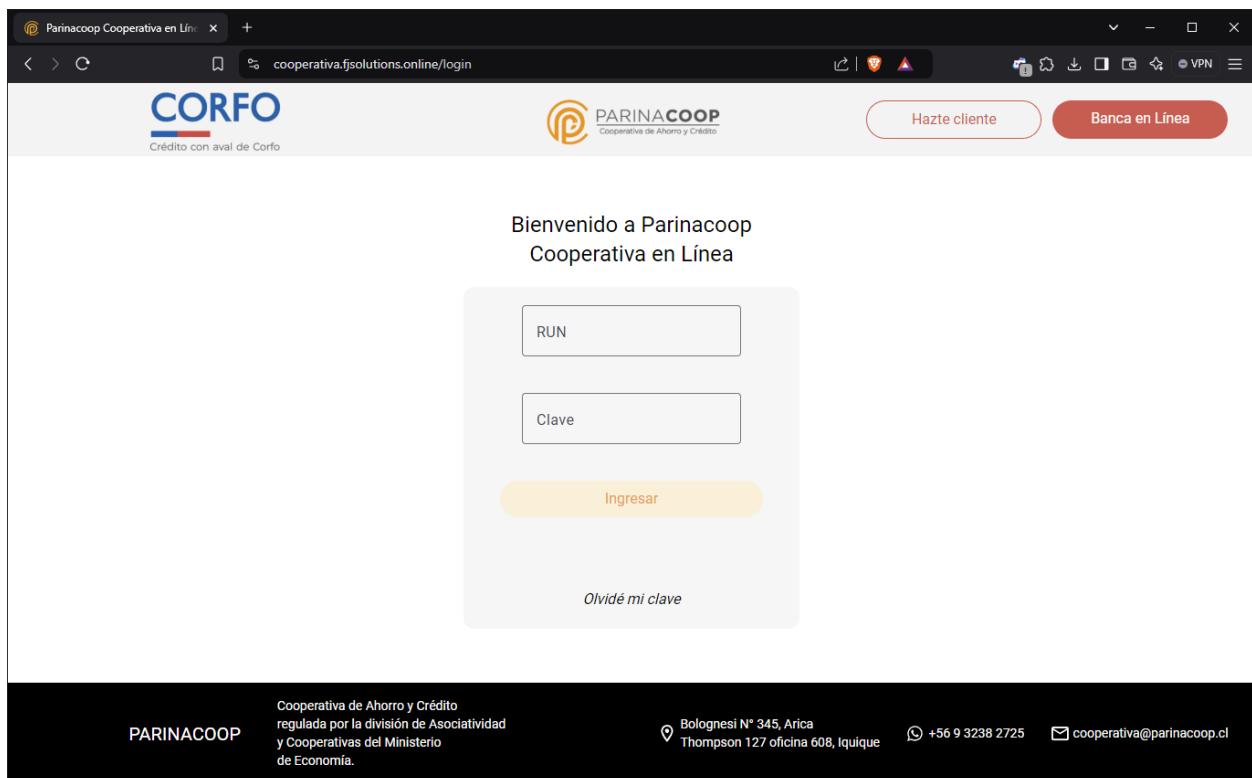 Parinacoop Cooperativa en Líne
cooperativa.fjsolutions.online/login
VPN
CORFO
Crédito con aval de Corfo
PARINACOOP
Cooperativa de Ahorro y Crédito
Hazte cliente
Banca en Línea
Bienvenido a Parinacoop
Cooperativa en Línea
RUN
Clave
Ingresar
Olvidé mi clave
PARINACOOP
Cooperativa de Ahorro y Crédito
regulada por la división de Asociatividad
y Cooperativas del Ministerio
de Economía.
Bolognesi N° 345, Arica
Thompson 127 oficina 608, Iquique
+56 9 3238 2725
cooperativa@parinacoop.cl